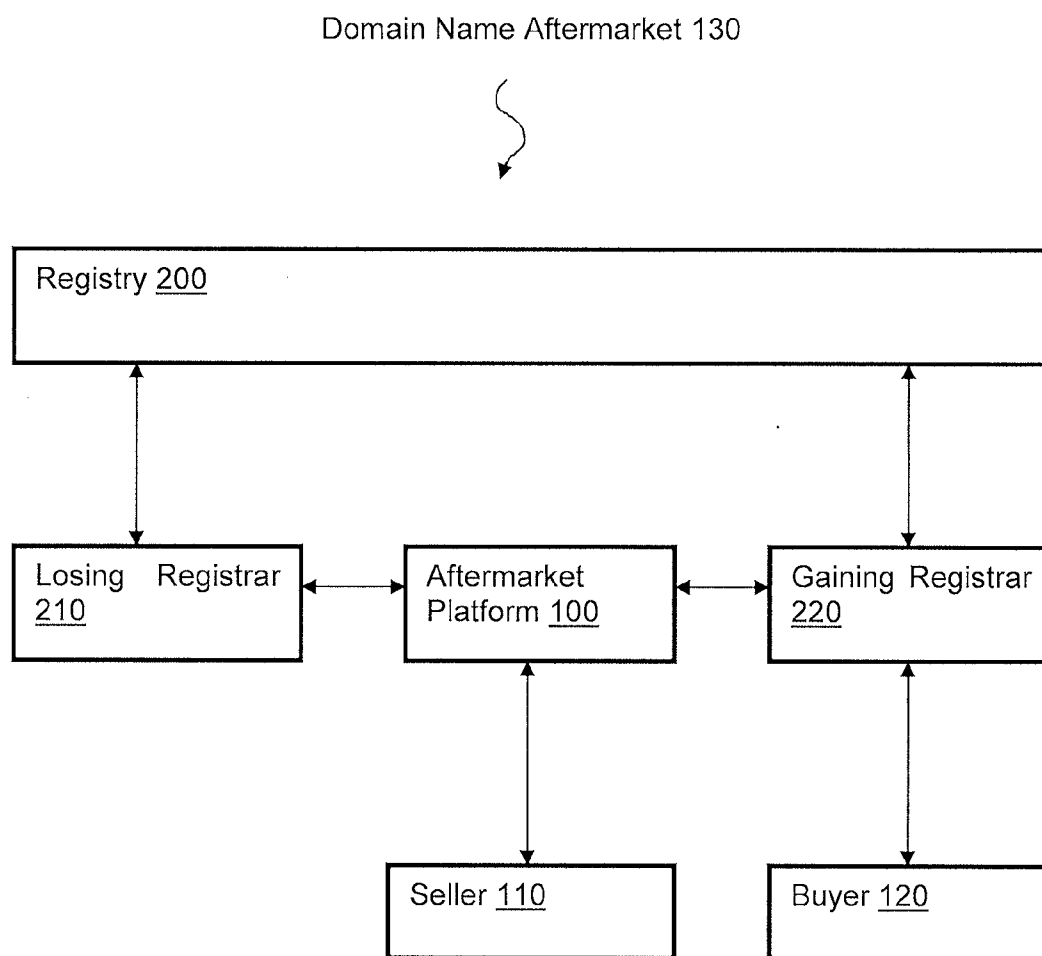 Domain Name Aftermarket 130
Registry 200
Losing Registrar
210
Aftermarket
Platform 100
Gaining Registrar
220
Seller 110
Buyer 120